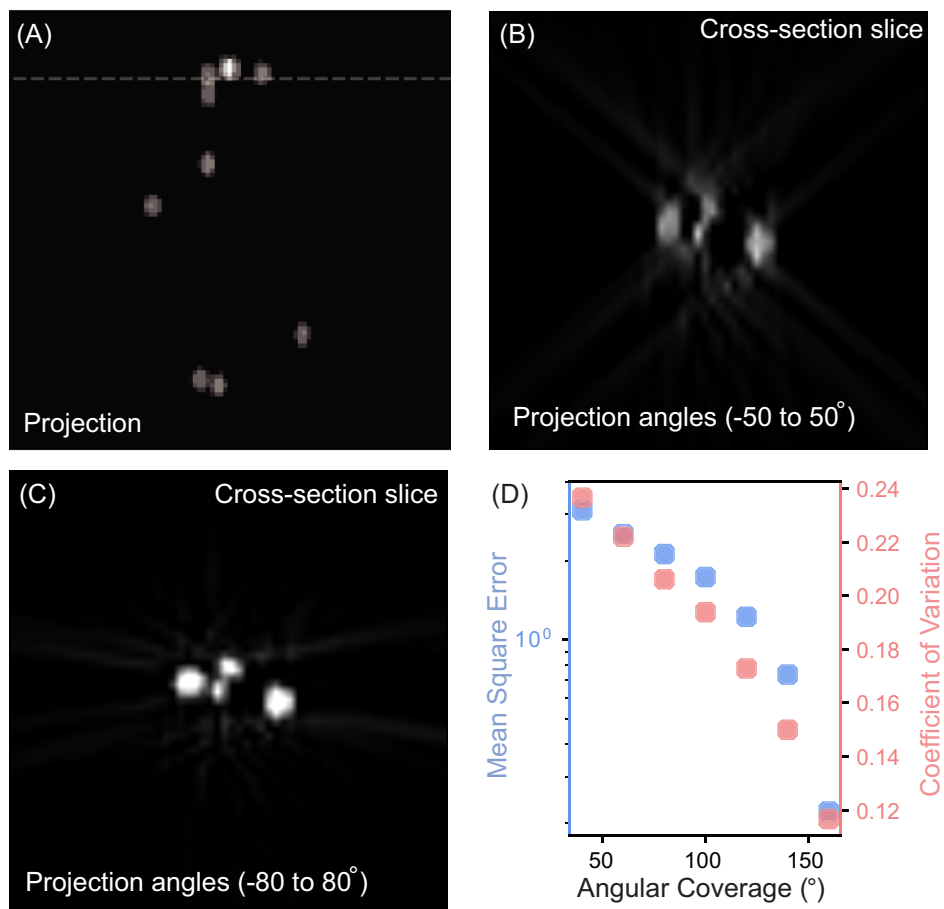 (A)
Projection
(B)
Cross-section slice
Projection angles (-50 to 50°)
(C)
Cross-section slice
Projection angles (-80 to 80°)
(D)
Mean Square Error
10⁰
0.24
0.22
0.20
0.18
0.16
0.14
0.12
Coefficient of Variation
50
100
150
Angular Coverage (°)